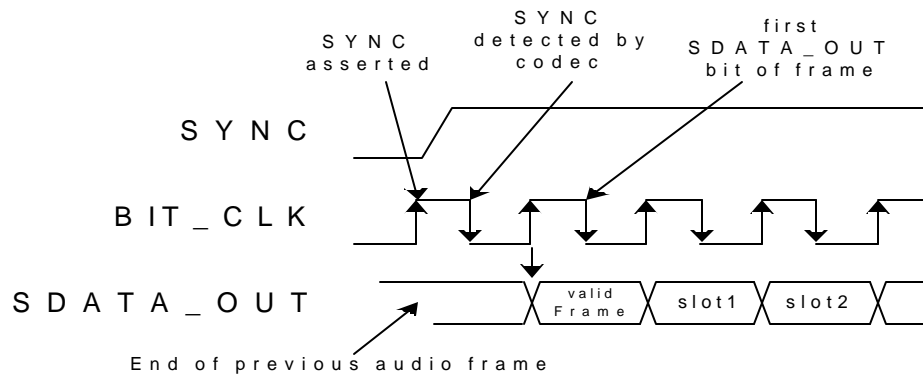 SYNC
asserted
SYNC
detected by
codec
first
SDATA_OUT
bit of frame
SYNC
BIT_CLK
SDATA_OUT
valid
Frame
slot1
slot2
End of previous audio frame